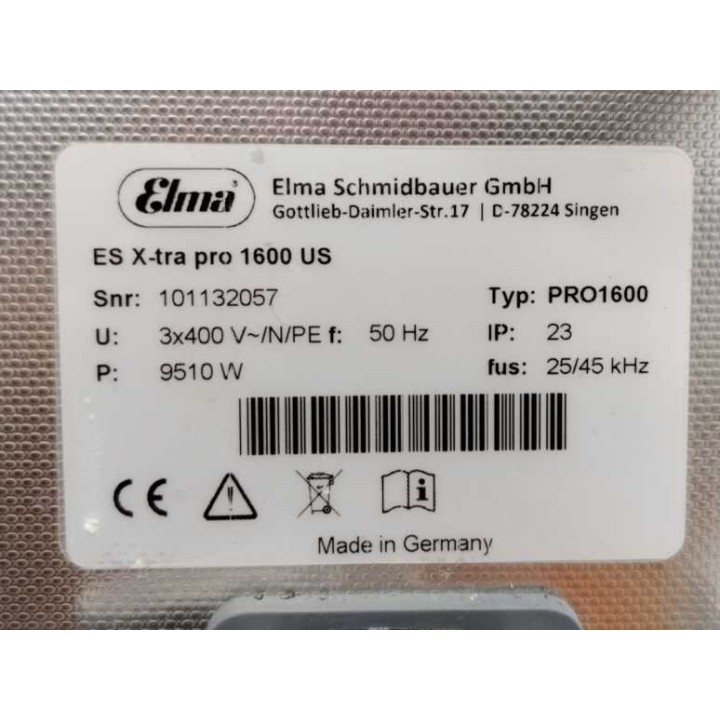 Elma
Elma Schmidbauer GmbH
Gottlieb-Daimler-Str.17 | D-78224 Singen
ES X-tra pro 1600 US
Snr: 101132057 Typ: PRO1600
U: 3x400 V~/N/PE f: 50 Hz IP: 23
P: 9510 W fus: 25/45 kHz
CE
Made in Germany